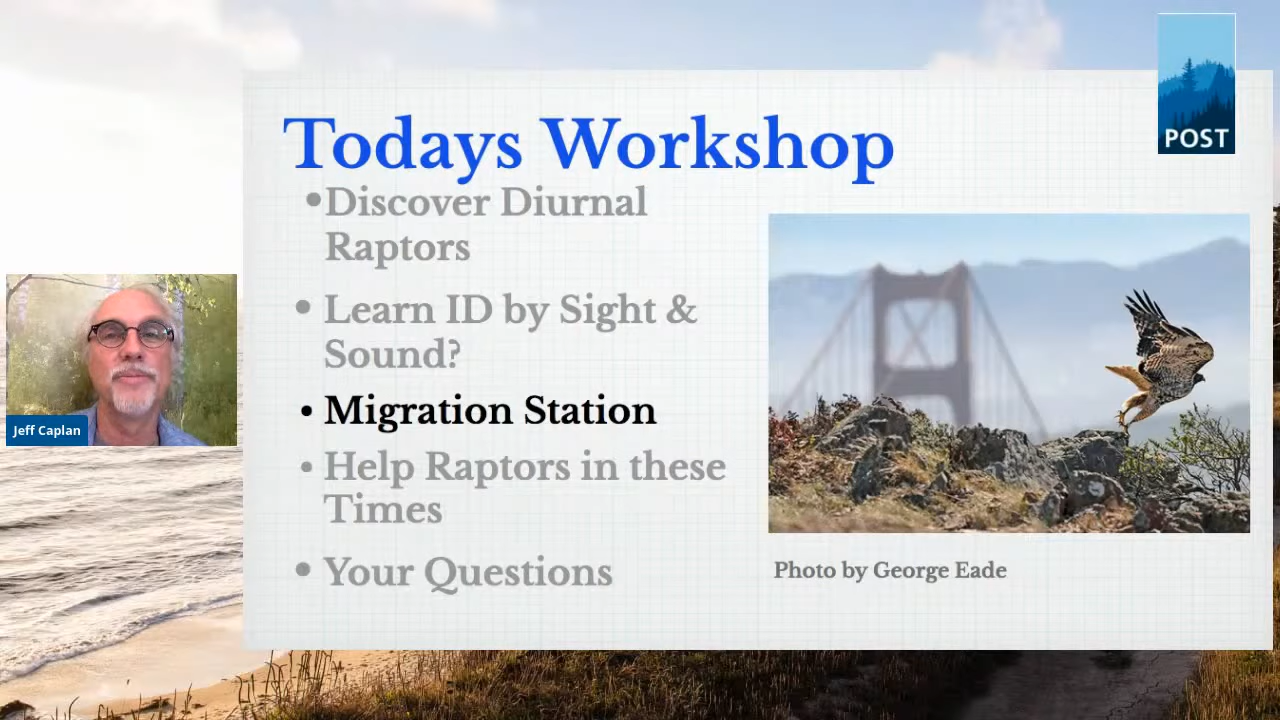 POST
Todays Workshop
•Discover Diurnal
Raptors
• Learn ID by Sight &
Sound?
• Migration Station
• Help Raptors in these
Times
• Your Questions
Photo by George Eade
Jeff Caplan